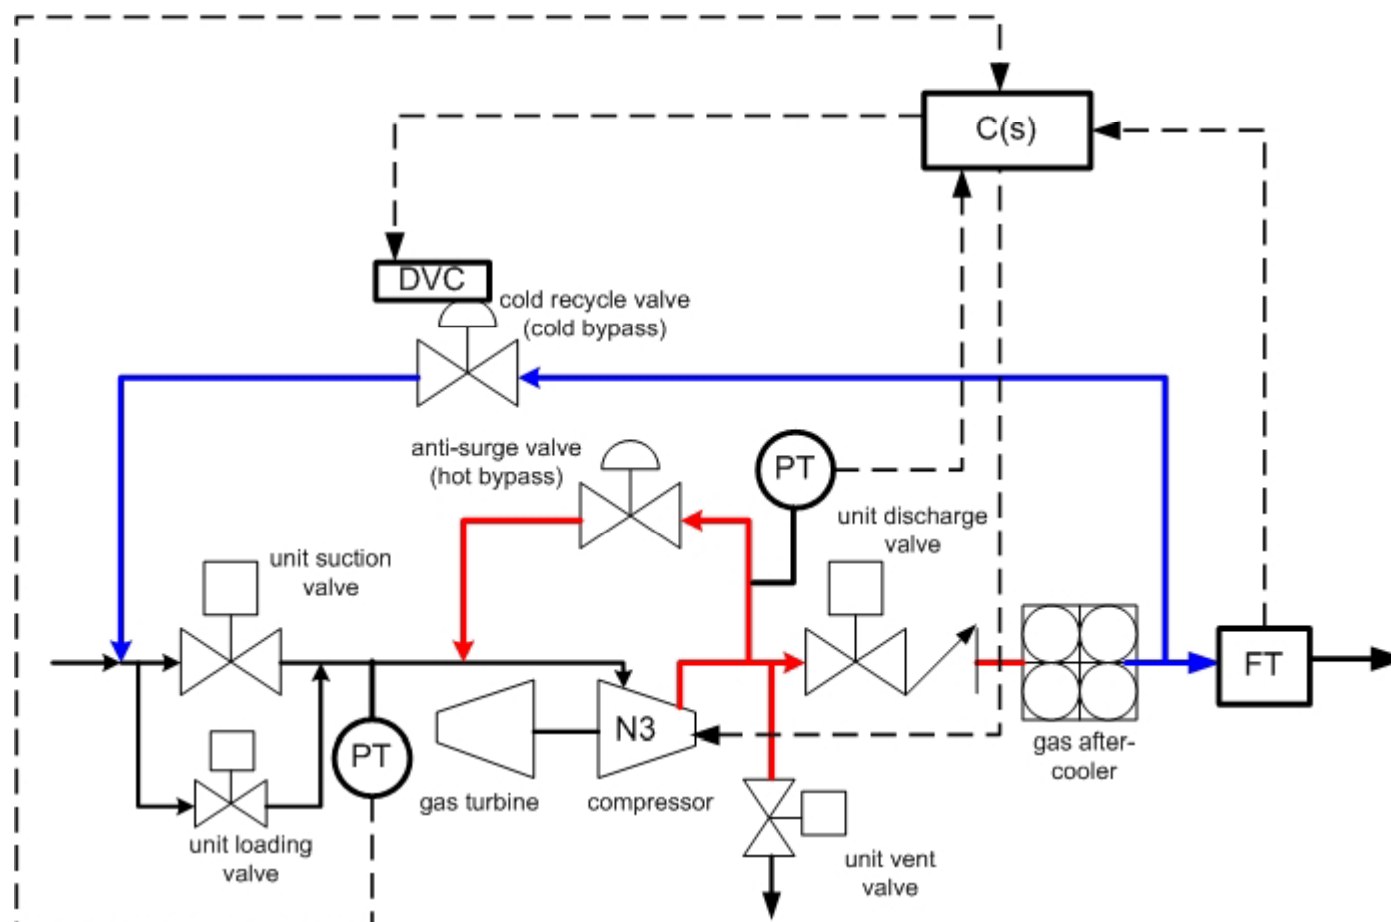 C(s)
DVC
cold recycle valve
(cold bypass)
anti-surge valve
(hot bypass)
PT
unit discharge
valve
unit suction
valve
FT
N3
PT
gas after-
cooler
gas turbine
compressor
unit loading
valve
unit vent
valve